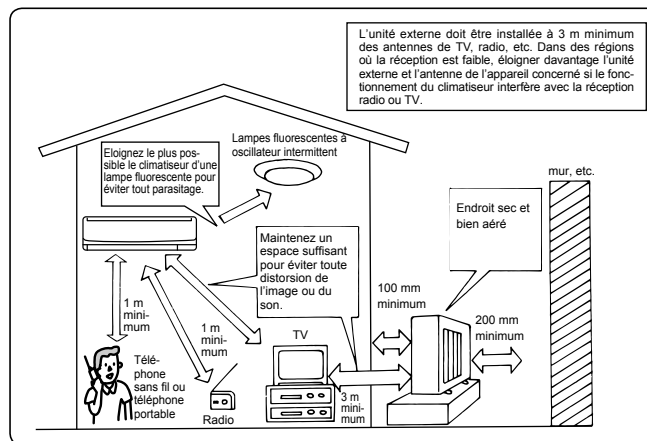 L'unité externe doit être installée à 3 m minimum
des antennes de TV, radio, etc. Dans des régions
où la réception est faible, éloigner davantage l'unité
externe et l'antenne de l'appareil concerné si le fonc-
tionnement du climatiseur interfère avec la réception
radio ou TV.
Lampes fluorescentes à
oscillateur intermittent
Eloignez le plus pos-
sible le climatiseur d'une
lampe fluorescente pour
éviter tout parasitage.
mur, etc.
Endroit sec et
bien aéré
Maintenez un
espace suffisant
pour éviter toute
distorsion de
l'image ou du
son.
100 mm
minimum
200 mm
minimum
1 m
mini-
mum
1 m
mini-
mum
TV
Télé-
phone
sans fil ou
téléphone
portable
Radio
3 m
mini-
mum